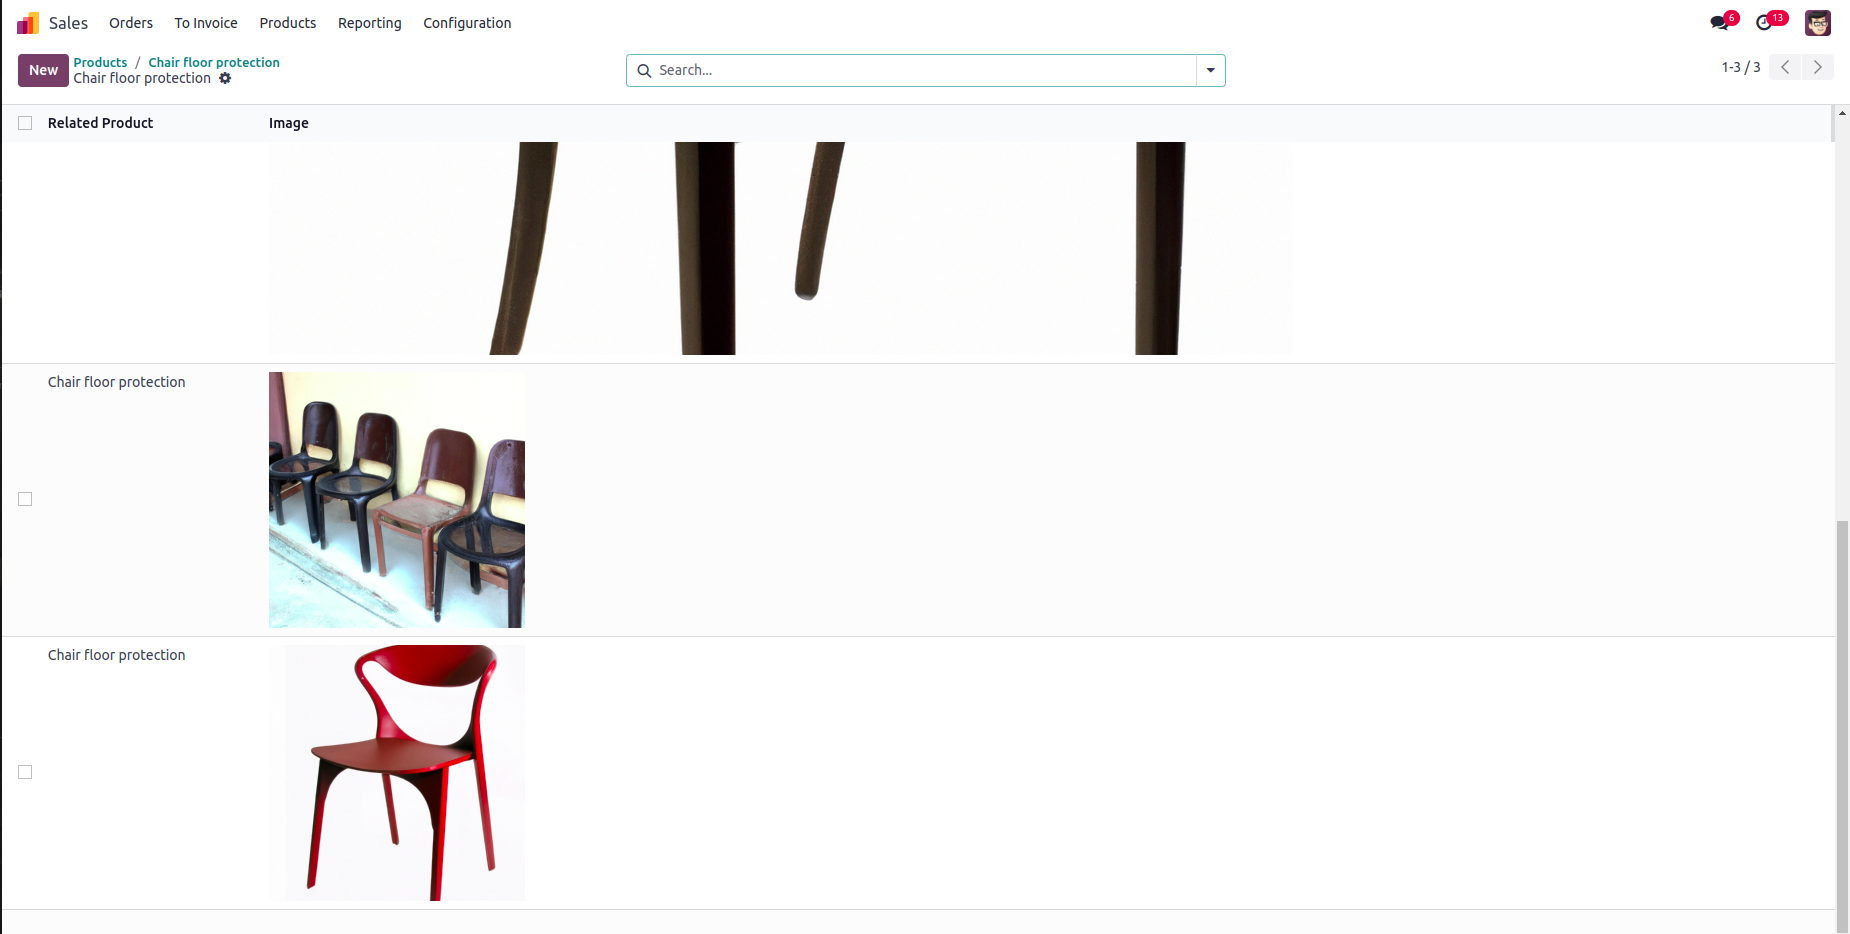 Sales Orders To Invoice Products Reporting Configuration 6 13
New Products / Chair floor protection Search... 1-3 / 3
Chair floor protection
Related Product Image
Chair floor protection
Chair floor protection